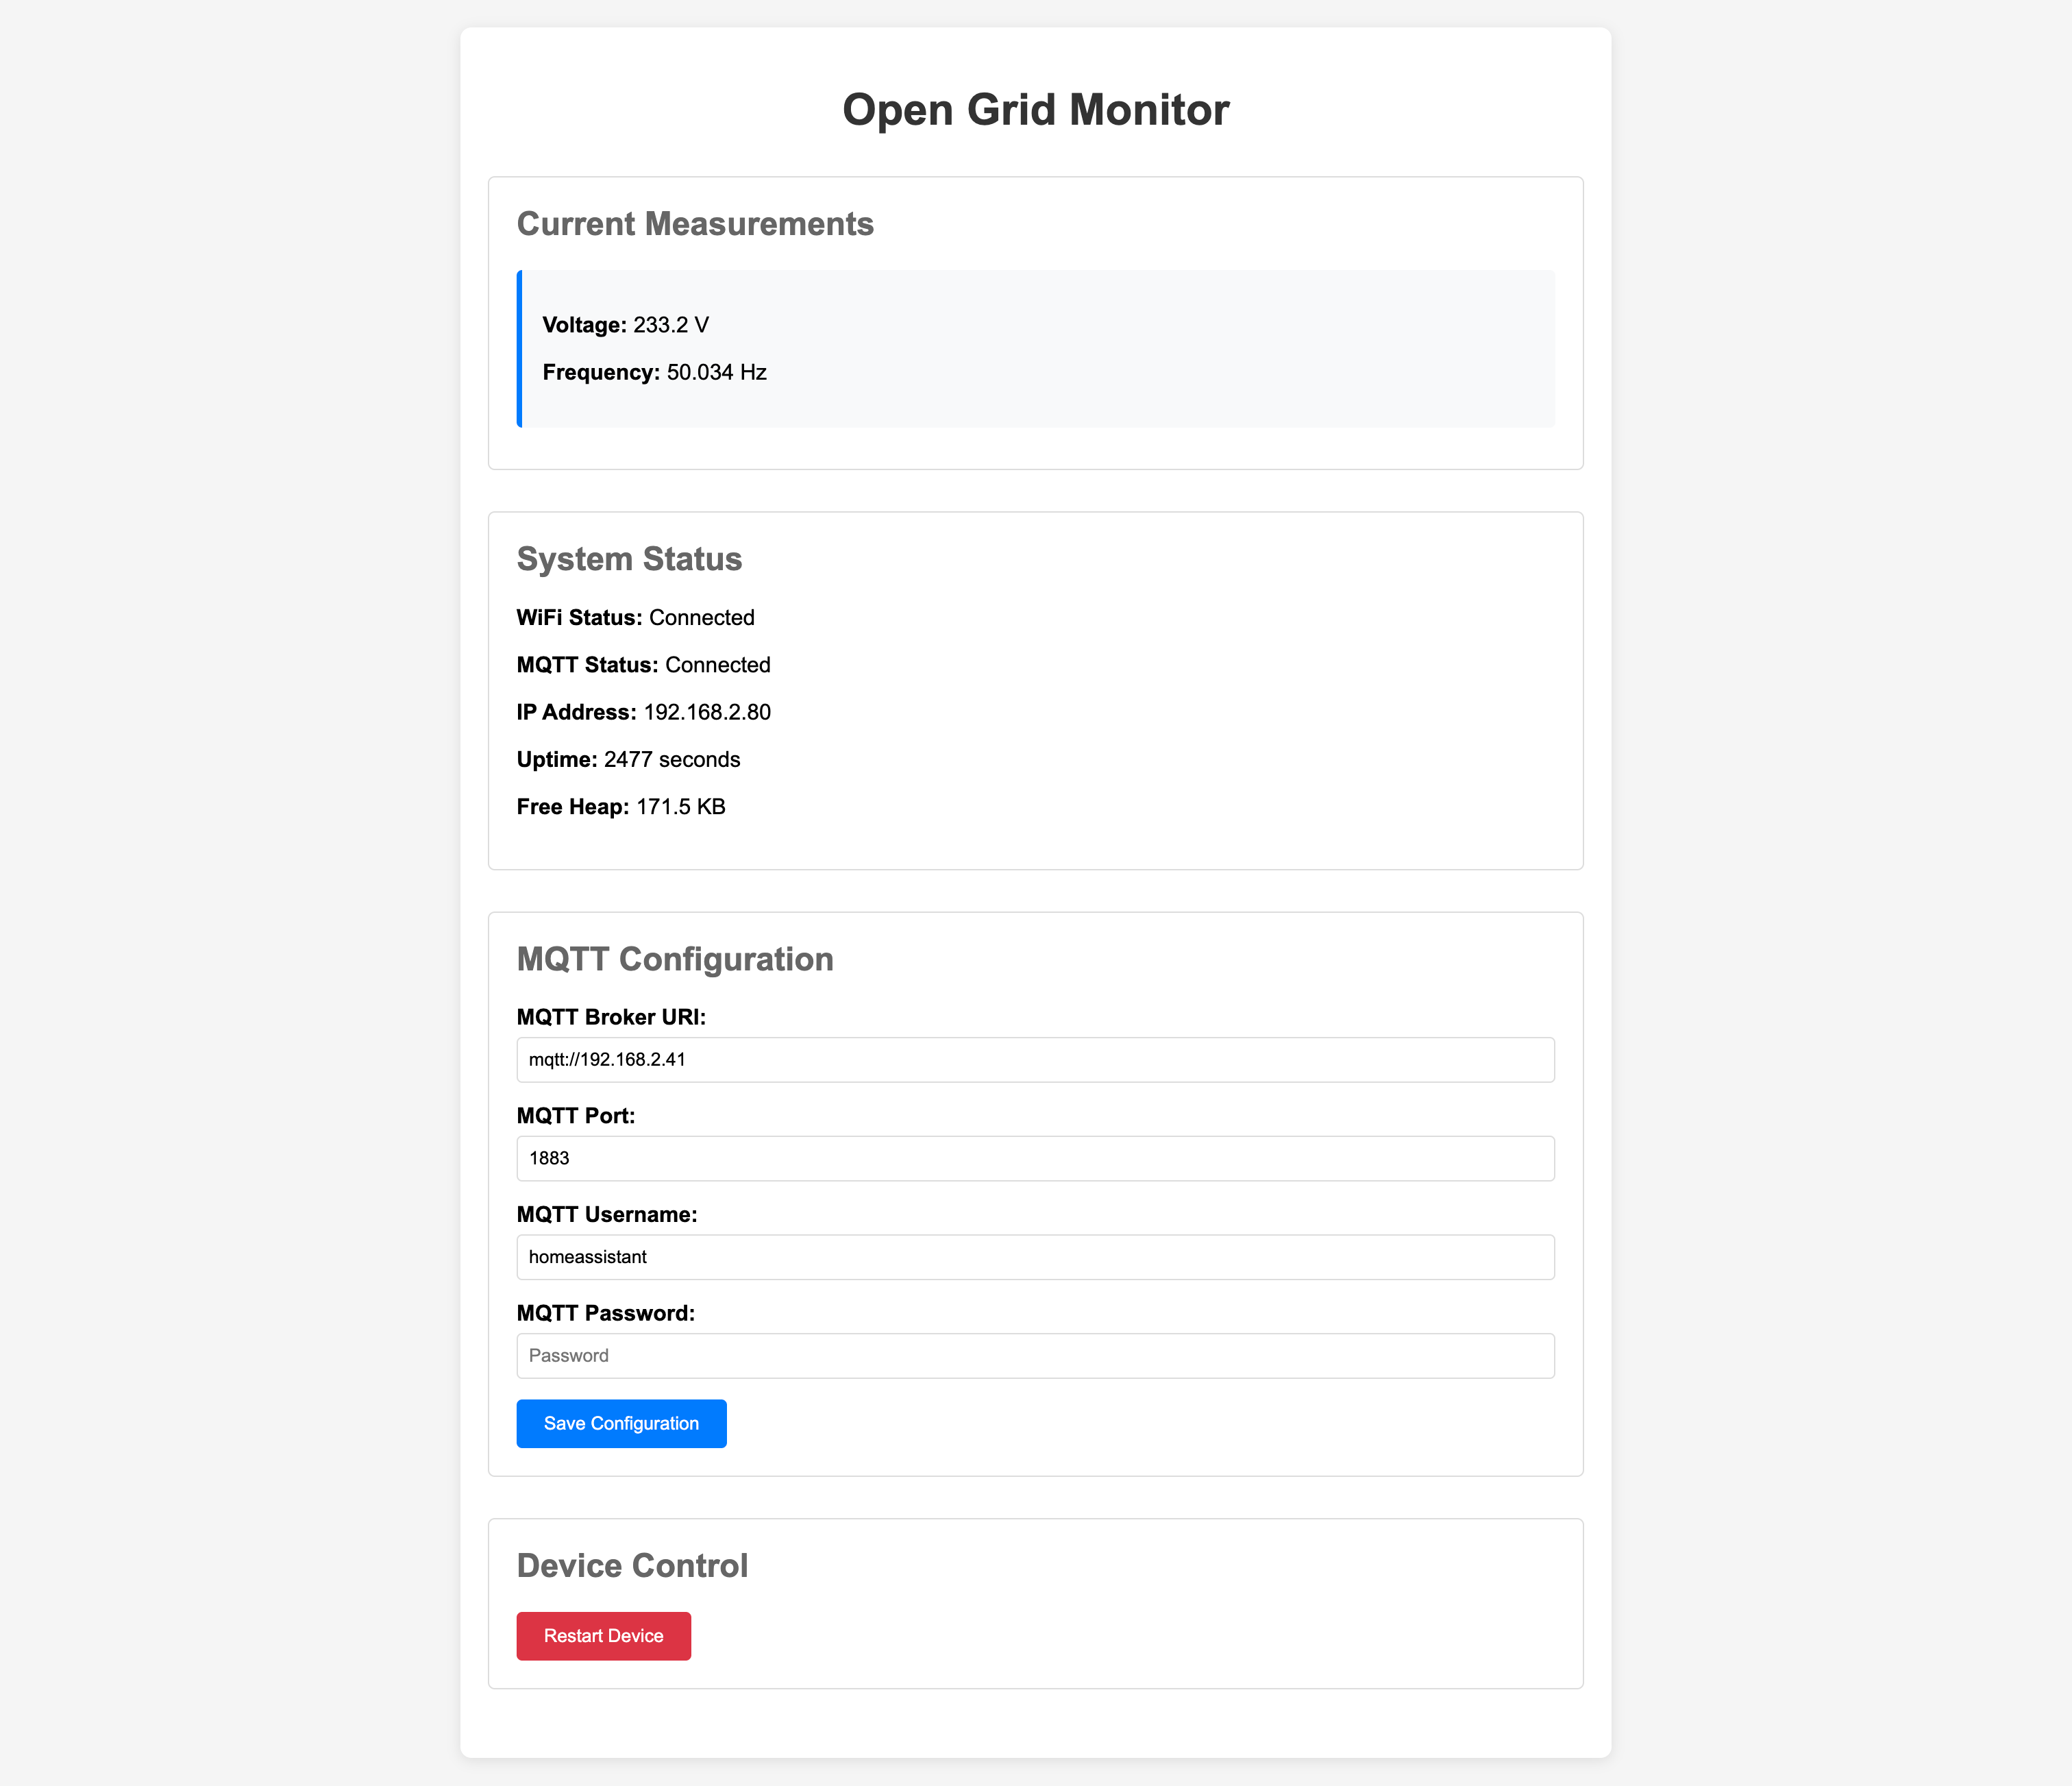 Open Grid Monitor
Current Measurements
Voltage: 233.2 V
Frequency: 50.034 Hz
System Status
WiFi Status: Connected
MQTT Status: Connected
IP Address: 192.168.2.80
Uptime: 2477 seconds
Free Heap: 171.5 KB
MQTT Configuration
MQTT Broker URI:
mqtt://192.168.2.41
MQTT Port:
1883
MQTT Username:
homeassistant
MQTT Password:
Password
Save Configuration
Device Control
Restart Device